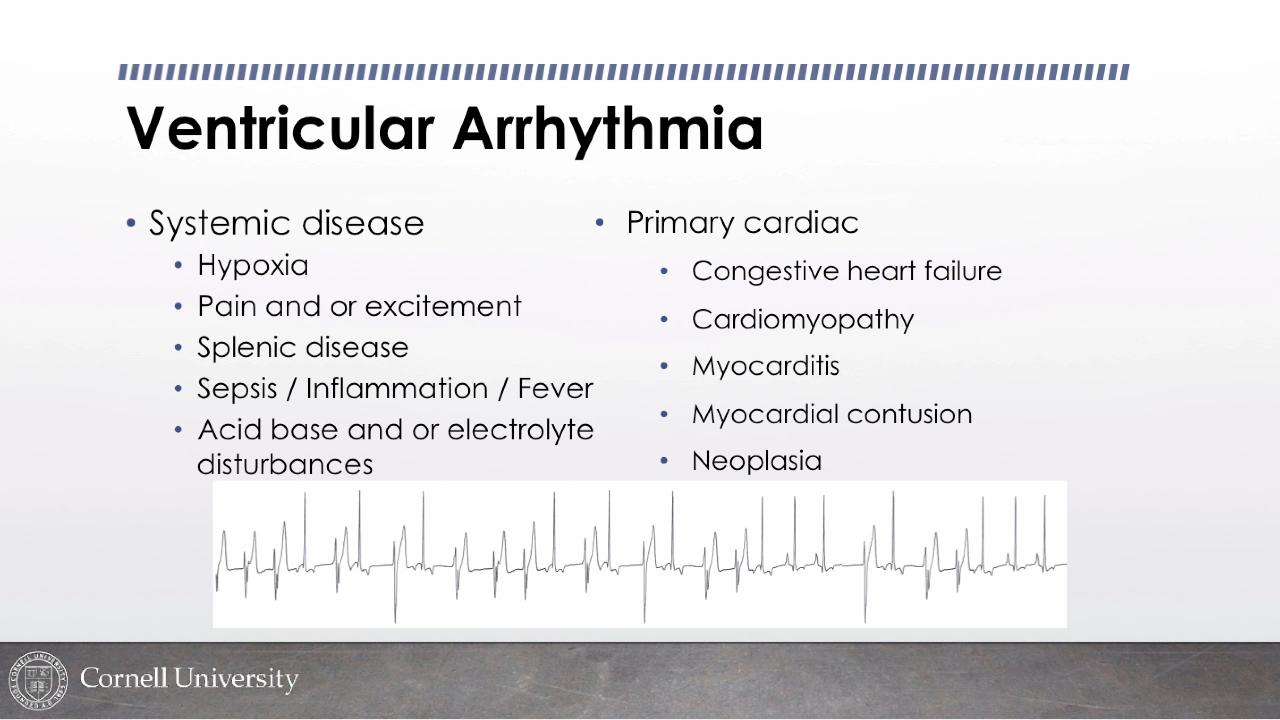 Ventricular Arrhythmia
• Systemic disease
• Hypoxia
• Pain and or excitement
• Splenic disease
• Sepsis / Inflammation / Fever
• Acid base and or electrolyte
disturbances
• Primary cardiac
• Congestive heart failure
• Cardiomyopathy
• Myocarditis
• Myocardial contusion
• Neoplasia
Cornell University